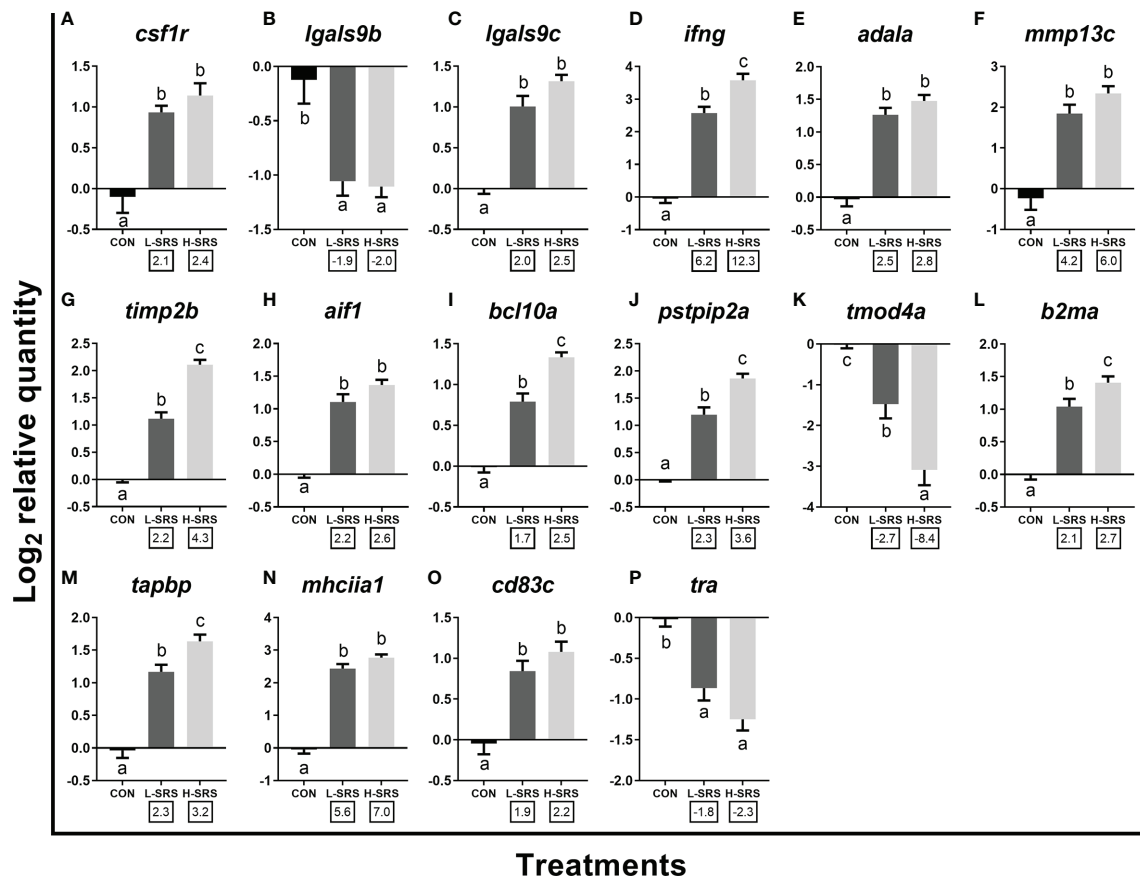 A csf1r
1.5
1.0
0.5
0.0
-0.5
a b b
CON L-SRS H-SRS
2.1 2.4
B lgals9b
0.0
-0.5
-1.0
-1.5
b a a
CON L-SRS H-SRS
-1.9 -2.0
C lgals9c
1.5
1.0
0.5
0.0
-0.5
a b b
CON L-SRS H-SRS
2.0 2.5
D ifng
4
3
2
1
0
-1
a b c
CON L-SRS H-SRS
6.2 12.3
E adala
2.0
1.5
1.0
0.5
0.0
-0.5
a b b
CON L-SRS H-SRS
2.5 2.8
F mmp13c
3
2
1
0
-1
a b b
CON L-SRS H-SRS
4.2 6.0
G timp2b
2.5
2.0
1.5
1.0
0.5
0.0
-0.5
a b c
CON L-SRS H-SRS
2.2 4.3
H aif1
2.0
1.5
1.0
0.5
0.0
-0.5
a b b
CON L-SRS H-SRS
2.2 2.6
I bcl10a
1.5
1.0
0.5
0.0
-0.5
a b c
CON L-SRS H-SRS
1.7 2.5
J pstpip2a
2.5
2.0
1.5
1.0
0.5
0.0
-0.5
a b c
CON L-SRS H-SRS
2.3 3.6
K tmod4a
0
-1
-2
-3
-4
c b a
CON L-SRS H-SRS
-2.7 -8.4
L b2ma
2.0
1.5
1.0
0.5
0.0
-0.5
a b c
CON L-SRS H-SRS
2.1 2.7
M tapbp
2.0
1.5
1.0
0.5
0.0
-0.5
a b c
CON L-SRS H-SRS
2.3 3.2
N mhciia1
4
3
2
1
0
-1
a b b
CON L-SRS H-SRS
5.6 7.0
O cd83c
1.5
1.0
0.5
0.0
-0.5
a b b
CON L-SRS H-SRS
1.9 2.2
P tra
0.0
-0.5
-1.0
-1.5
-2.0
b a a
CON L-SRS H-SRS
-1.8 -2.3
Log₂ relative quantity
Treatments